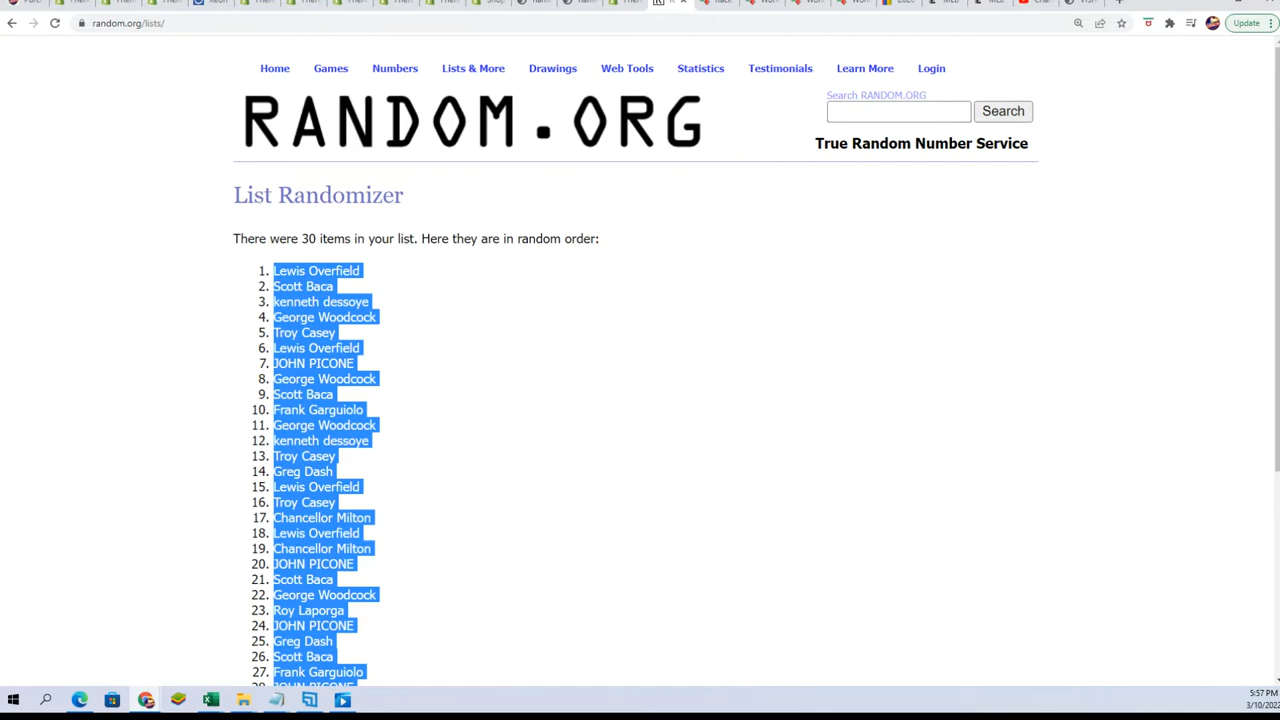 random.org/lists/
Update
Home Games Numbers Lists & More Drawings Web Tools Statistics Testimonials Learn More Login
RANDOM.ORG
Search RANDOM.ORG
Search
True Random Number Service
List Randomizer
There were 30 items in your list. Here they are in random order:
1. Lewis Overfield
2. Scott Baca
3. kenneth dessoye
4. George Woodcock
5. Troy Casey
6. Lewis Overfield
7. JOHN PICONE
8. George Woodcock
9. Scott Baca
10. Frank Garguiolo
11. George Woodcock
12. kenneth dessoye
13. Troy Casey
14. Greg Dash
15. Lewis Overfield
16. Troy Casey
17. Chancellor Milton
18. Lewis Overfield
19. Chancellor Milton
20. JOHN PICONE
21. Scott Baca
22. George Woodcock
23. Roy Laporga
24. JOHN PICONE
25. Greg Dash
26. Scott Baca
27. Frank Garguiolo
28. JOHN PICONE
5:57 PM
3/10/202